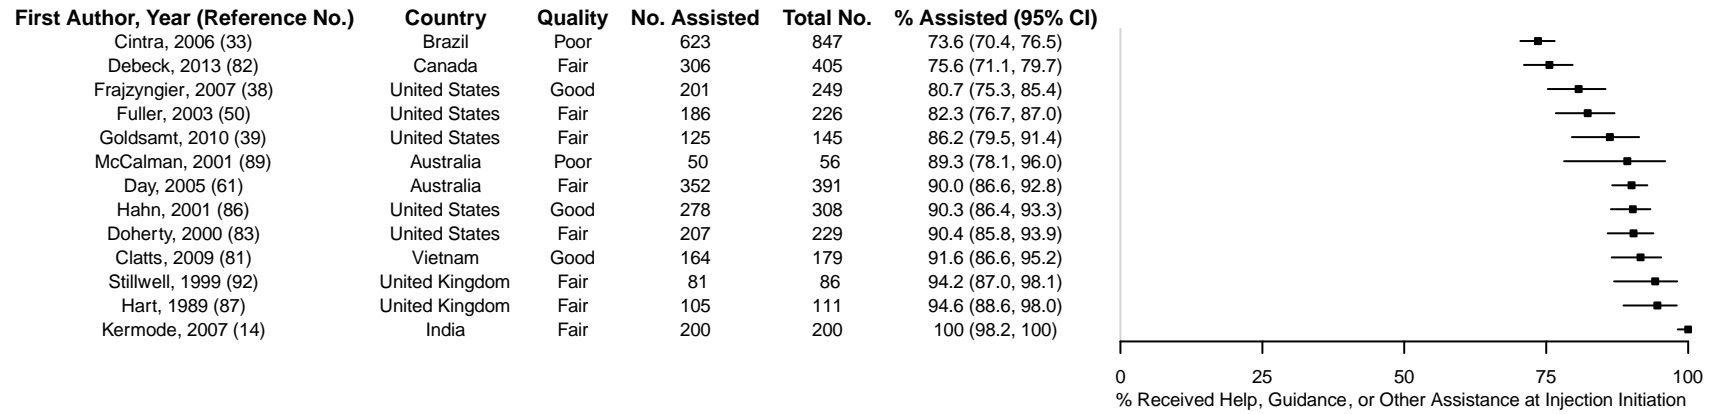 First Author, Year (Reference No.) Country Quality No. Assisted Total No. % Assisted (95% CI)
Cintra, 2006 (33) Brazil Poor 623 847 73.6 (70.4, 76.5)
Debeck, 2013 (82) Canada Fair 306 405 75.6 (71.1, 79.7)
Frajzyngier, 2007 (38) United States Good 201 249 80.7 (75.3, 85.4)
Fuller, 2003 (50) United States Fair 186 226 82.3 (76.7, 87.0)
Goldsamt, 2010 (39) United States Fair 125 145 86.2 (79.5, 91.4)
McCalman, 2001 (89) Australia Poor 50 56 89.3 (78.1, 96.0)
Day, 2005 (61) Australia Fair 352 391 90.0 (86.6, 92.8)
Hahn, 2001 (86) United States Good 278 308 90.3 (86.4, 93.3)
Doherty, 2000 (83) United States Fair 207 229 90.4 (85.8, 93.9)
Clatts, 2009 (81) Vietnam Good 164 179 91.6 (86.6, 95.2)
Stillwell, 1999 (92) United Kingdom Fair 81 86 94.2 (87.0, 98.1)
Hart, 1989 (87) United Kingdom Fair 105 111 94.6 (88.6, 98.0)
Kermode, 2007 (14) India Fair 200 200 100 (98.2, 100)
0 25 50 75 100
% Received Help, Guidance, or Other Assistance at Injection Initiation